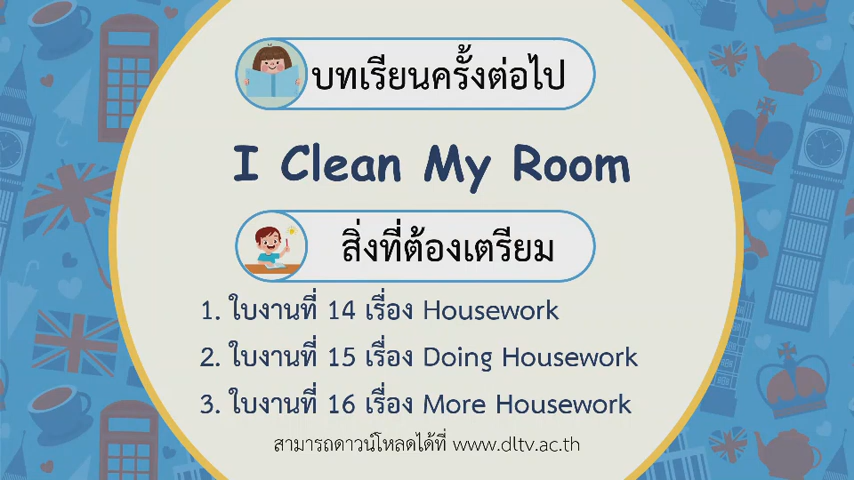 บทเรียนครั้งต่อไป
I Clean My Room
สิ่งที่ต้องเตรียม
1. ใบงานที่ 14 เรื่อง Housework
2. ใบงานที่ 15 เรื่อง Doing Housework
3. ใบงานที่ 16 เรื่อง More Housework
สามารถดาวน์โหลดได้ที่ www.dltv.ac.th